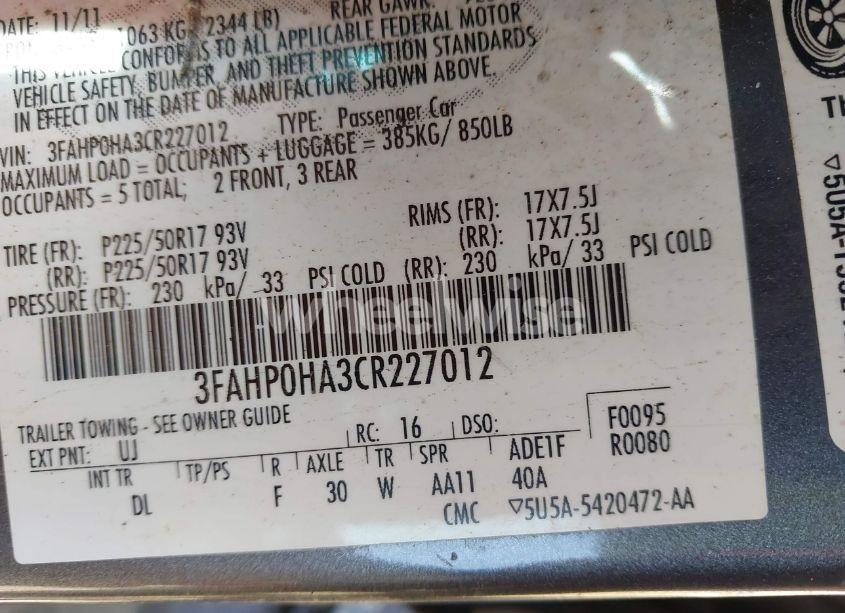 DATE: 11/11 REAR GAWR:
1063 KG (2344 LB)
THIS CONFORMS TO ALL APPLICABLE FEDERAL MOTOR
VEHICLE SAFETY, BUMPER, AND THEFT PREVENTION STANDARDS
IN EFFECT ON THE DATE OF MANUFACTURE SHOWN ABOVE.
VIN: 3FAHP0HA3CR227012 TYPE: Passenger Car
MAXIMUM LOAD = OCCUPANTS + LUGGAGE = 385KG/ 850LB
OCCUPANTS = 5 TOTAL; 2 FRONT, 3 REAR
TIRE (FR): P225/50R17 93V RIMS (FR): 17X7.5J
(RR): P225/50R17 93V (RR): 17X7.5J
PRESSURE (FR): 230 kPa/ 33 PSI COLD (RR): 230 kPa/ 33 PSI COLD
wheelwise
3FAHP0HA3CR227012
TRAILER TOWING - SEE OWNER GUIDE
EXT PNT: UJ RC: 16 DSO: F0095
INT TR TP/PS R AXLE TR SPR ADE1F R0080
DL F 30 W AA11 40A
CMC ▽5U5A-5420472-AA